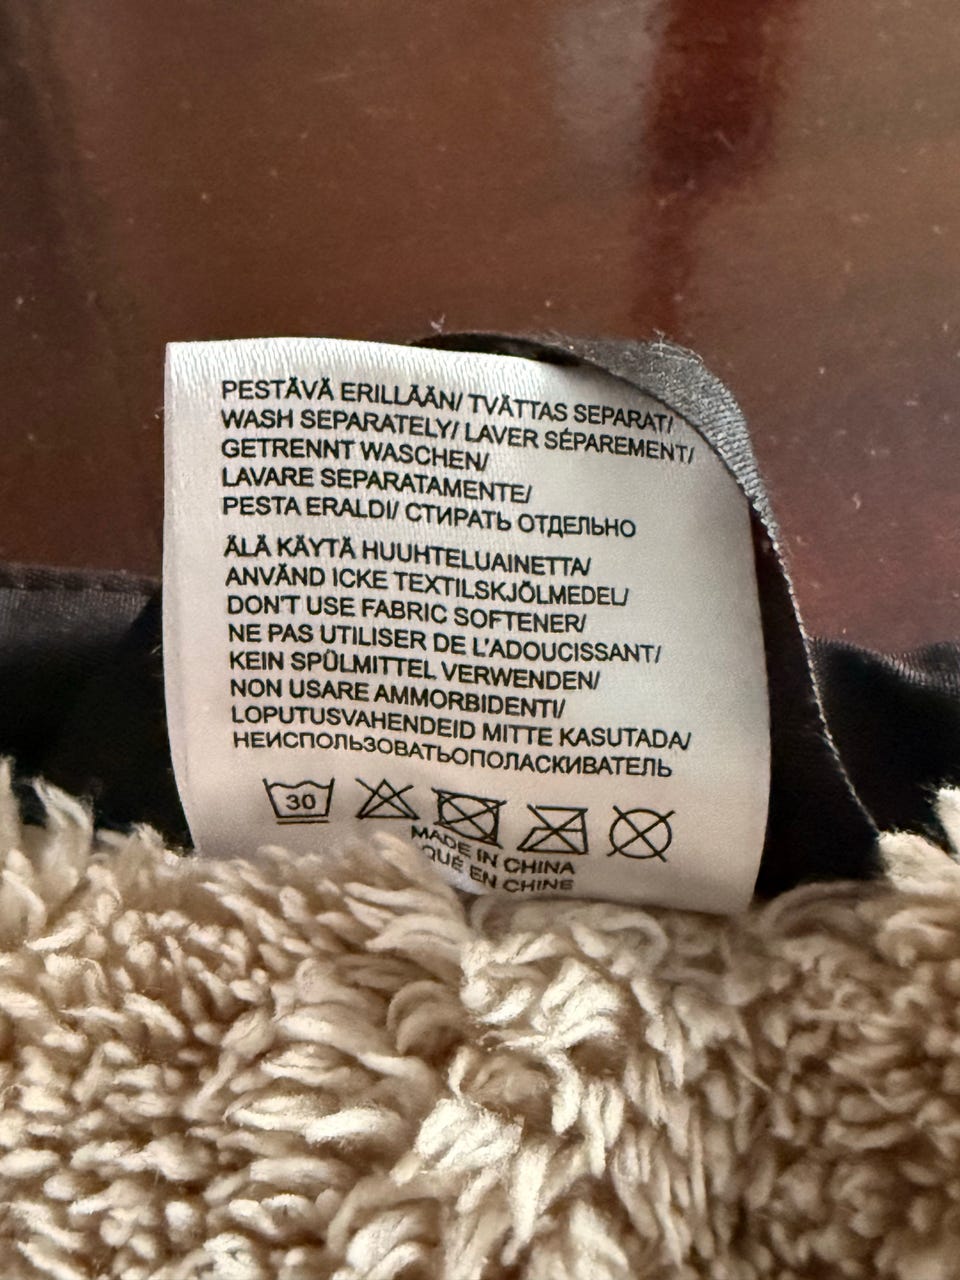 PESTÄVÄ ERILLÄÄN/ TVÄTTAS SEPARAT/
WASH SEPARATELY/ LAVER SÉPAREMENT/
GETRENNT WASCHEN/
LAVARE SEPARATAMENTE/
PESTA ERALDI/ СТИРАТЬ ОТДЕЛЬНО
ÄLÄ KÄYTÄ HUUHTELUAINETTA/
ANVÄND ICKE TEXTILSKJÖLMEDEL/
DON'T USE FABRIC SOFTENER/
NE PAS UTILISER DE L'ADOUCISSANT/
KEIN SPÜLMITTEL VERWENDEN/
NON USARE AMMORBIDENTI/
LOPUTUSVAHENDEID MITTE KASUTADA/
НЕИСПОЛЬЗОВАТЬОПОЛАСКИВАТЕЛЬ
30
MADE IN CHINA
QUÉ EN CHINE